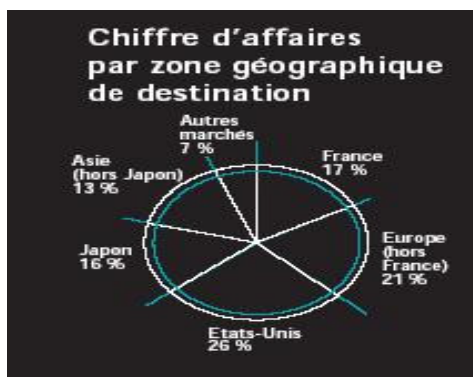 Chiffre d'affaires
par zone géographique
de destination
Autres
marchés
7 %
France
17 %
Europe
(hors
France)
21 %
Etats-Unis
26 %
Japon
16 %
Asie
(hors Japon)
13 %